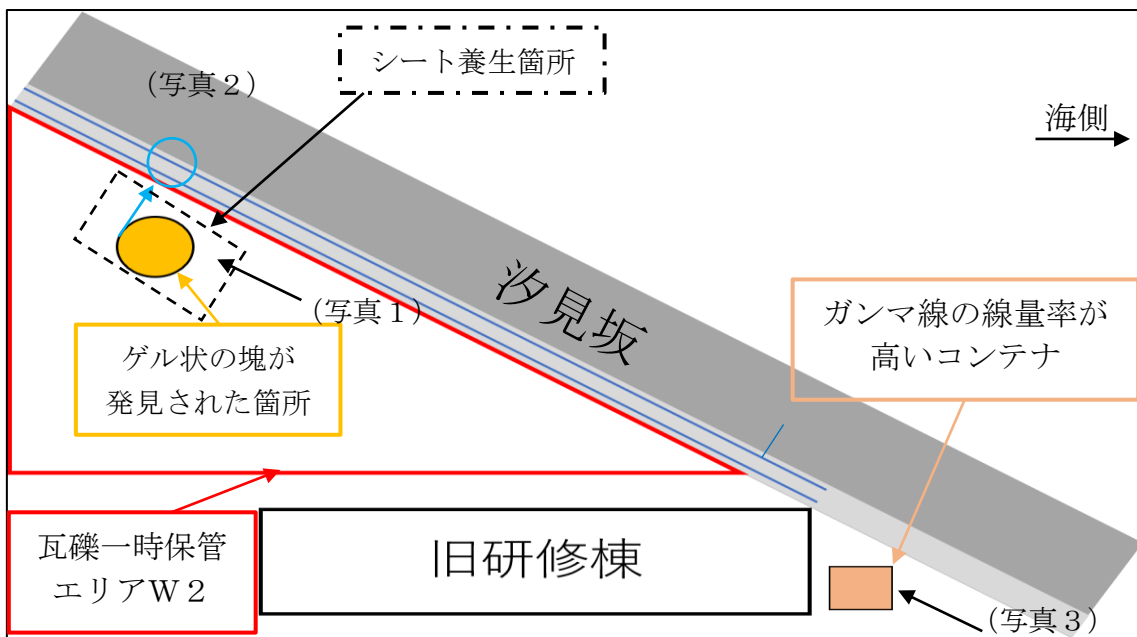 シート養生箇所
（写真２）
海側
汐見坂
（写真１）
ガンマ線の線量率が
高いコンテナ
ゲル状の塊が
発見された箇所
瓦礫一時保管
エリアＷ２
旧研修棟
（写真３）